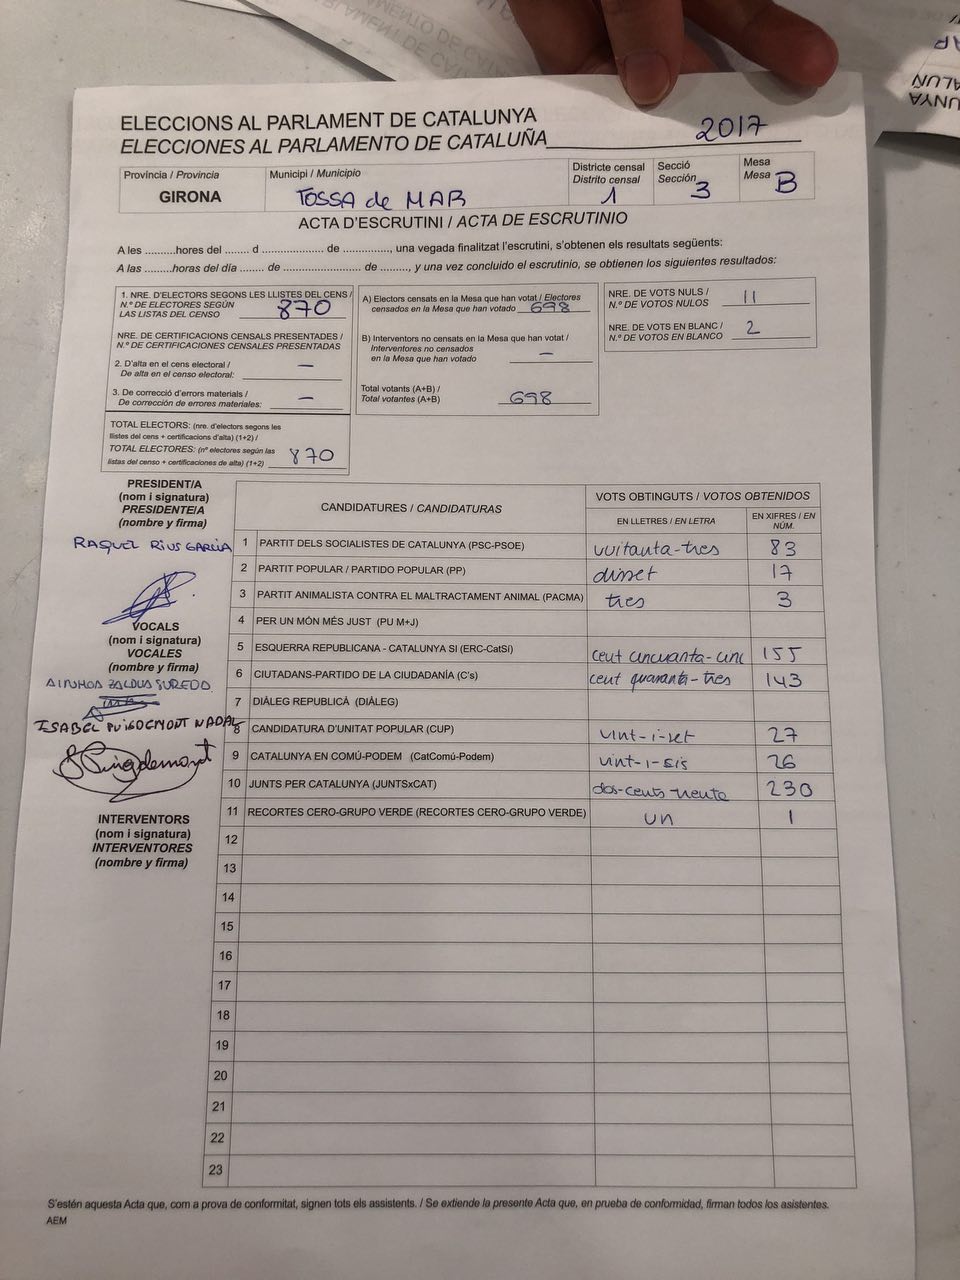 ELECCIONS AL PARLAMENT DE CATALUNYA
ELECCIONES AL PARLAMENTO DE CATALUÑA 2017
Província / Provincia
GIRONA
Municipi / Municipio
TOSSA de MAR
Districte censal
Distrito censal 1
Secció
Sección 3
Mesa
Mesa B
ACTA D'ESCRUTINI / ACTA DE ESCRUTINIO
A les .........hores del ....... d ....................... de .............., una vegada finalitzat l'escrutini, s'obtenen els resultats següents:
A las .........horas del día ....... de ....................... de ........, y una vez concluido el escrutinio, se obtienen los siguientes resultados:
1. NRE. D'ELECTORS SEGONS LES LLISTES DEL CENS /
N.º DE ELECTORES SEGÚN
LAS LISTAS DEL CENSO 870
NRE. DE CERTIFICACIONS CENSALS PRESENTADES /
N.º DE CERTIFICACIONES CENSALES PRESENTADAS
2. D'alta en el cens electoral /
De alta en el censo electoral: —
3. De correcció d'errors materials /
De corrección de errores materiales: —
TOTAL ELECTORS: (nre. d'electors segons les
llistes del cens + certificacions d'alta) (1+2) /
TOTAL ELECTORES: (nº electores según las
listas del censo + certificaciones de alta) (1+2) 870
A) Electors censats en la Mesa que han votat / Electores
censados en la Mesa que han votado 698
B) Interventors no censats en la Mesa que han votat /
Interventores no censados
en la Mesa que han votado —
Total votants (A+B) /
Total votantes (A+B) 698
NRE. DE VOTS NULS /
N.º DE VOTOS NULOS 11
NRE. DE VOTS EN BLANC /
N.º DE VOTOS EN BLANCO 2
PRESIDENT/A
(nom i signatura)
PRESIDENTE/A
(nombre y firma)
RAQUEL RIUS GARCIA
VOCALS
(nom i signatura)
VOCALES
(nombre y firma)
AINHOA ZALDUA SUREDA
ISABEL PUIGDEMONT NADAL
Puigdemont
INTERVENTORS
(nom i signatura)
INTERVENTORES
(nombre y firma)
CANDIDATURES / CANDIDATURAS
VOTS OBTINGUTS / VOTOS OBTENIDOS
EN LLETRES / EN LETRA
EN XIFRES / EN
NÚM.
1 PARTIT DELS SOCIALISTES DE CATALUNYA (PSC-PSOE) vuitanta-tres 83
2 PARTIT POPULAR / PARTIDO POPULAR (PP) disset 17
3 PARTIT ANIMALISTA CONTRA EL MALTRACTAMENT ANIMAL (PACMA) tres 3
4 PER UN MÓN MÉS JUST (PU M+J)
5 ESQUERRA REPUBLICANA - CATALUNYA SI (ERC-CatSí) cent cincuanta-cinc 155
6 CIUTADANS-PARTIDO DE LA CIUDADANÍA (C's) cent quaranta-tres 143
7 DIÀLEG REPUBLICÀ (DIÀLEG)
8 CANDIDATURA D'UNITAT POPULAR (CUP) vint-i-set 27
9 CATALUNYA EN COMÚ-PODEM (CatComú-Podem) vint-i-sis 26
10 JUNTS PER CATALUNYA (JUNTSxCAT) dos-cents trenta 230
11 RECORTES CERO-GRUPO VERDE (RECORTES CERO-GRUPO VERDE) un 1
12
13
14
15
16
17
18
19
20
21
22
23
S'estén aquesta Acta que, com a prova de conformitat, signen tots els assistents. / Se extiende la presente Acta que, en prueba de conformidad, firman todos los asistentes.
AEM